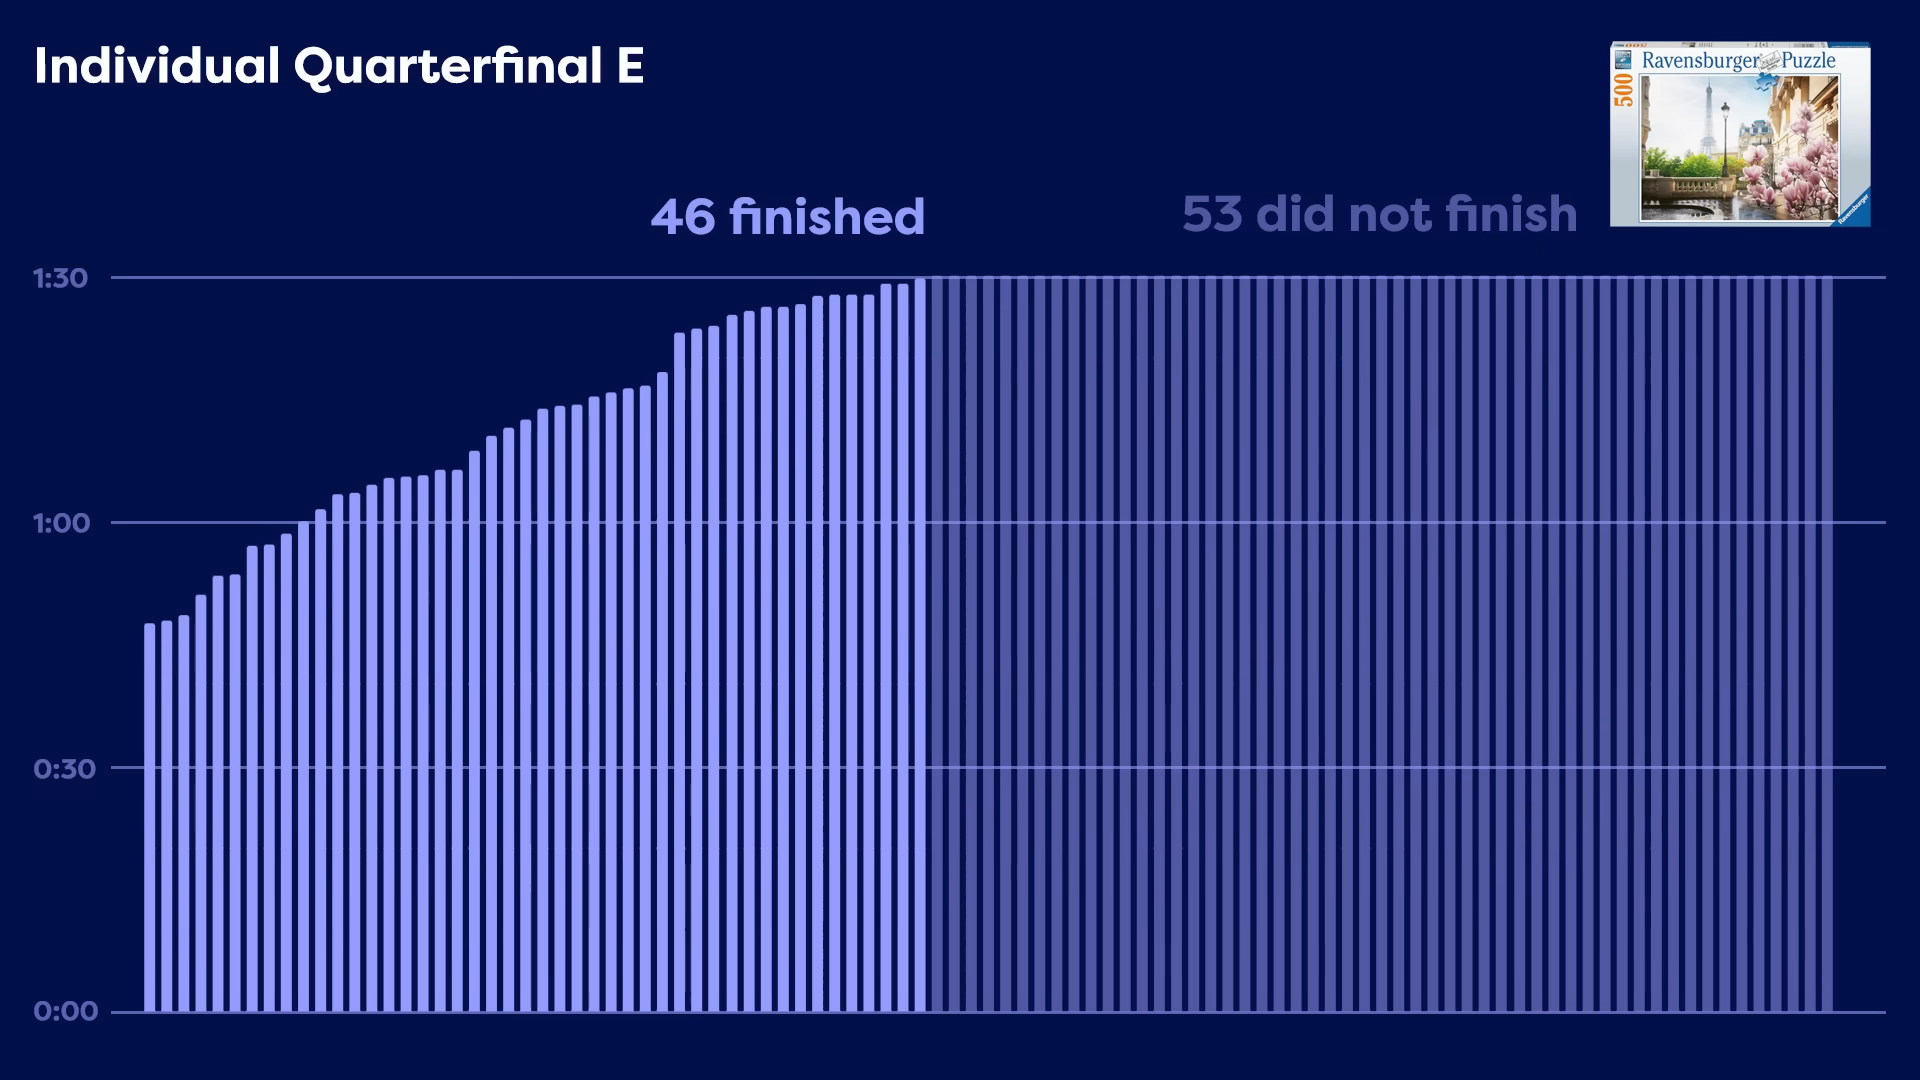 Individual Quarterfinal E
Ravensburger Puzzle
500
46 finished
53 did not finish
Ravensburger
1:30
1:00
0:30
0:00